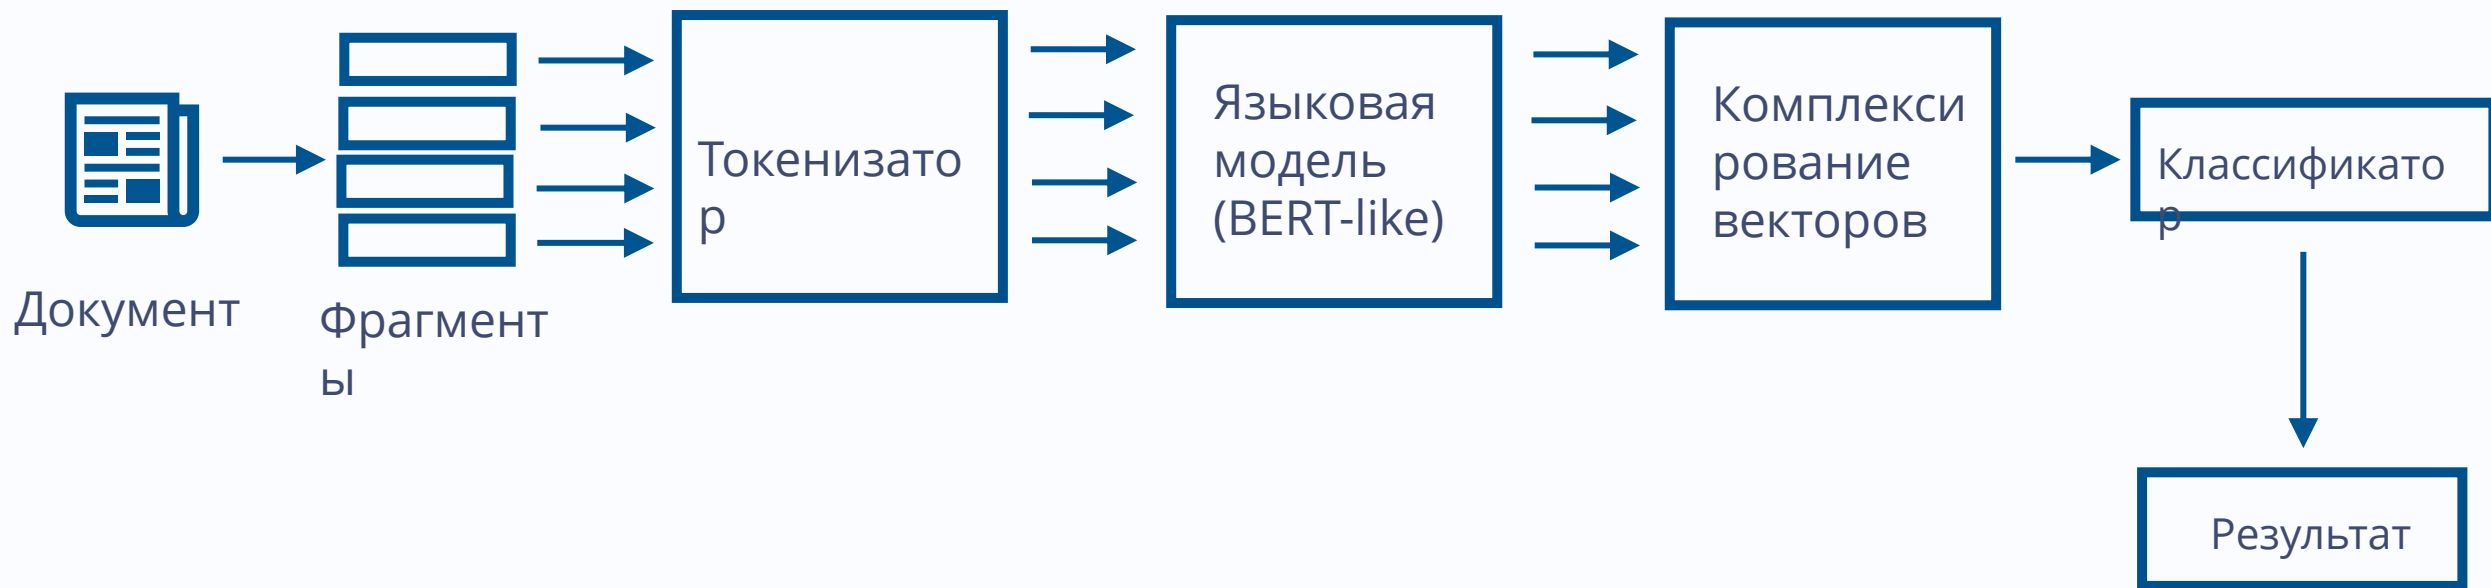 Документ
Фрагмент
ы
Токенизато
р
Языковая
модель
(BERT-like)
Комплекси
рование
векторов
Классификато
р
Результат